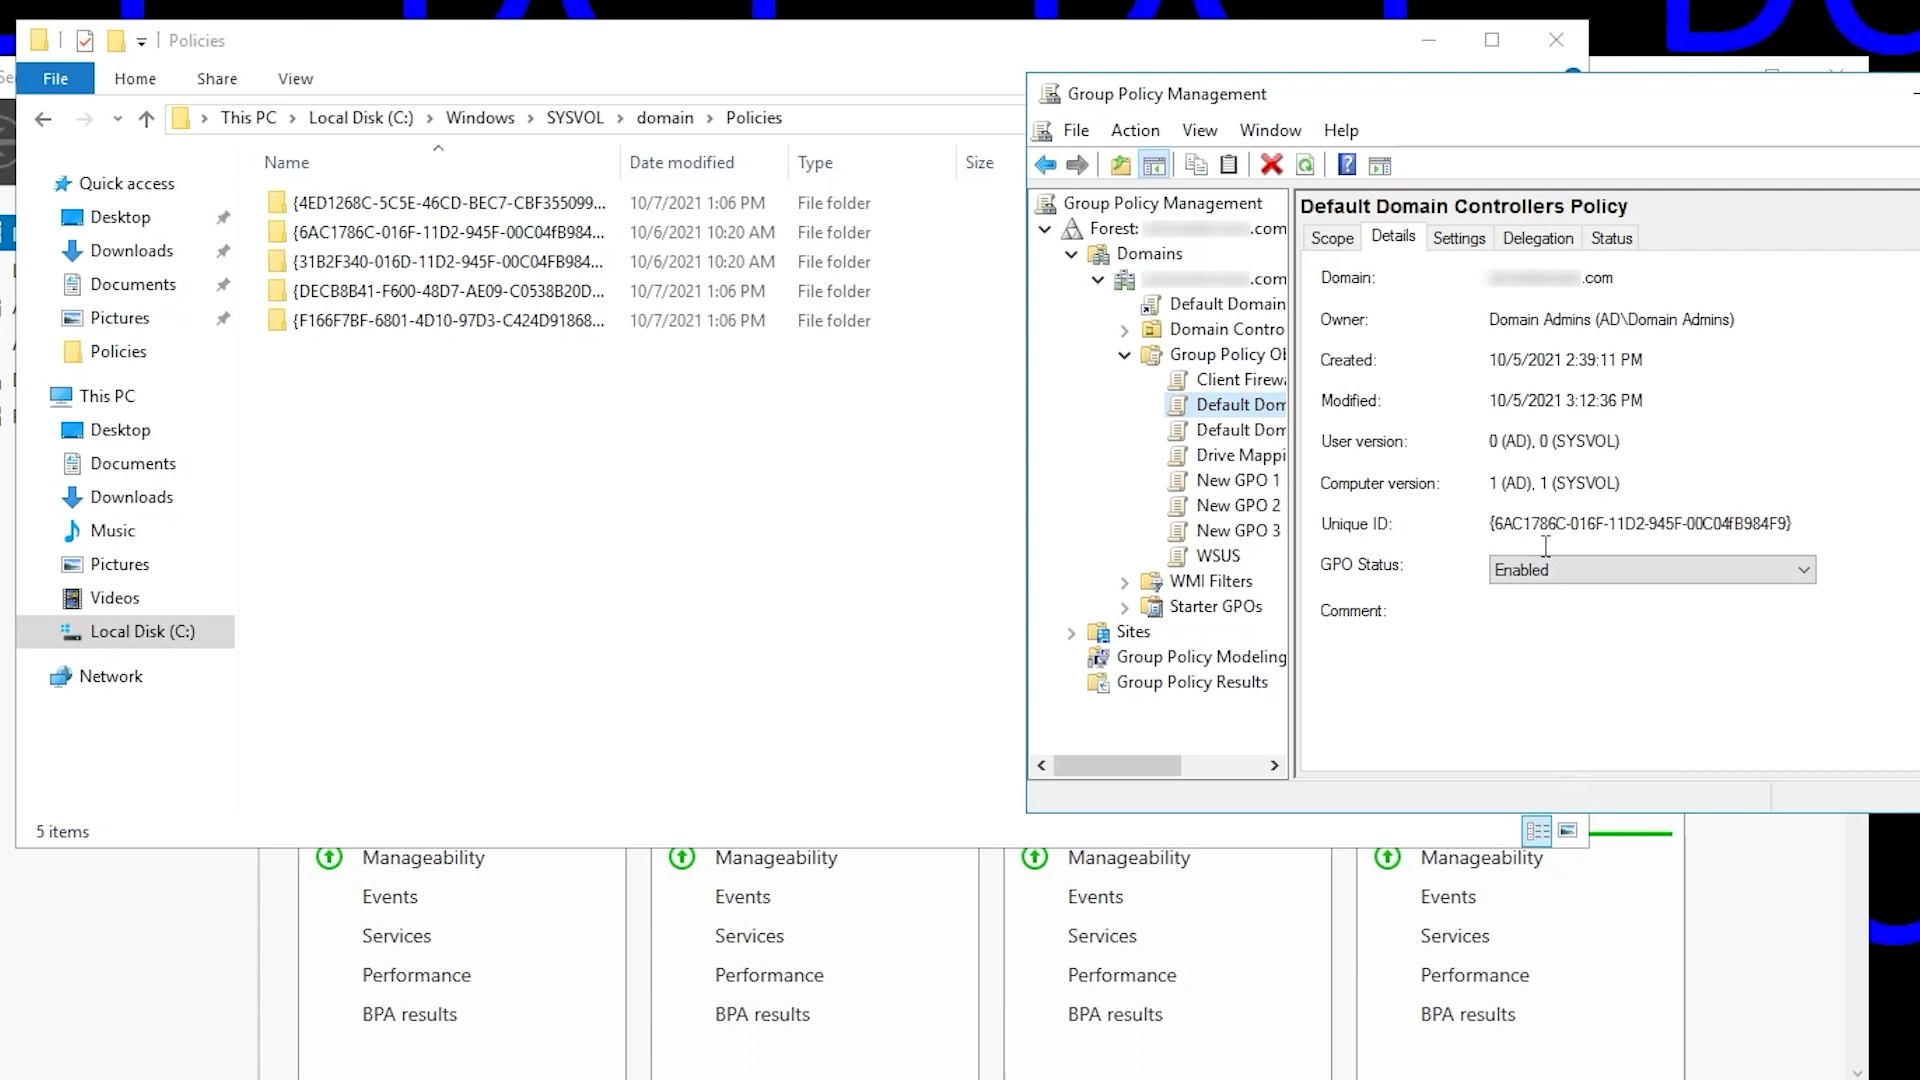 Policies
File Home Share View
This PC Local Disk (C:) Windows SYSVOL domain Policies
Name Date modified Type Size
{4ED1268C-5C5E-46CD-BEC7-CBF355099... 10/7/2021 1:06 PM File folder
{6AC1786C-016F-11D2-945F-00C04fB984... 10/6/2021 10:20 AM File folder
{31B2F340-016D-11D2-945F-00C04FB984... 10/6/2021 10:20 AM File folder
{DECB8B41-F600-48D7-AE09-C0538B20D... 10/7/2021 1:06 PM File folder
{F166F7BF-6801-4D10-97D3-C424D91868... 10/7/2021 1:06 PM File folder
Quick access
Desktop
Downloads
Documents
Pictures
Policies
This PC
Desktop
Documents
Downloads
Music
Pictures
Videos
Local Disk (C:)
Network
5 items
Group Policy Management
File Action View Window Help
Group Policy Management
Forest: .com
Domains
.com
Default Domain
Domain Contro
Group Policy Ob
Client Firewa
Default Dom
Default Dom
Drive Mappi
New GPO 1
New GPO 2
New GPO 3
WSUS
WMI Filters
Starter GPOs
Sites
Group Policy Modeling
Group Policy Results
Default Domain Controllers Policy
Scope Details Settings Delegation Status
Domain: .com
Owner: Domain Admins (AD\Domain Admins)
Created: 10/5/2021 2:39:11 PM
Modified: 10/5/2021 3:12:36 PM
User version: 0 (AD), 0 (SYSVOL)
Computer version: 1 (AD), 1 (SYSVOL)
Unique ID: {6AC1786C-016F-11D2-945F-00C04fB984F9}
GPO Status: Enabled
Comment:
Manageability Manageability Manageability Manageability
Events Events Events Events
Services Services Services Services
Performance Performance Performance Performance
BPA results BPA results BPA results BPA results